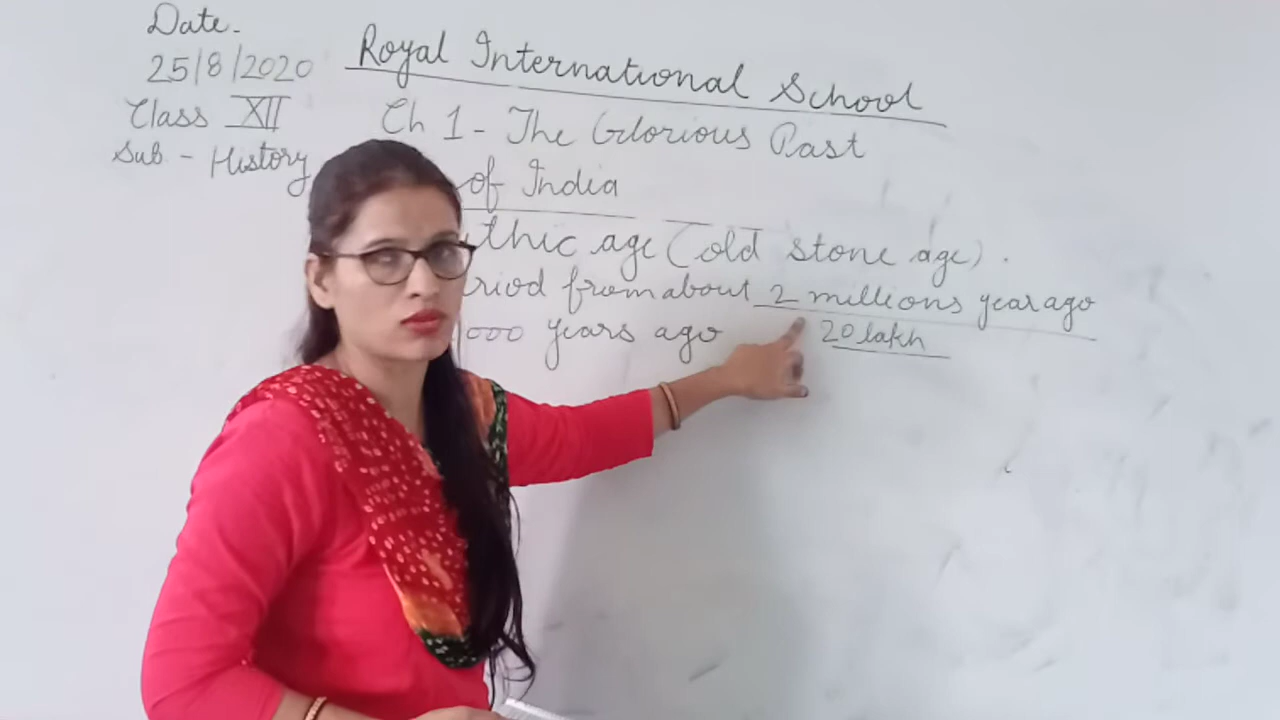 Date.
25/8/2020
Class XII
Sub - History
Royal International School
Ch 1 - The Glorious Past
of India
thic age (old stone age).
riod from about 2 millions year ago
000 years ago
20 lakh